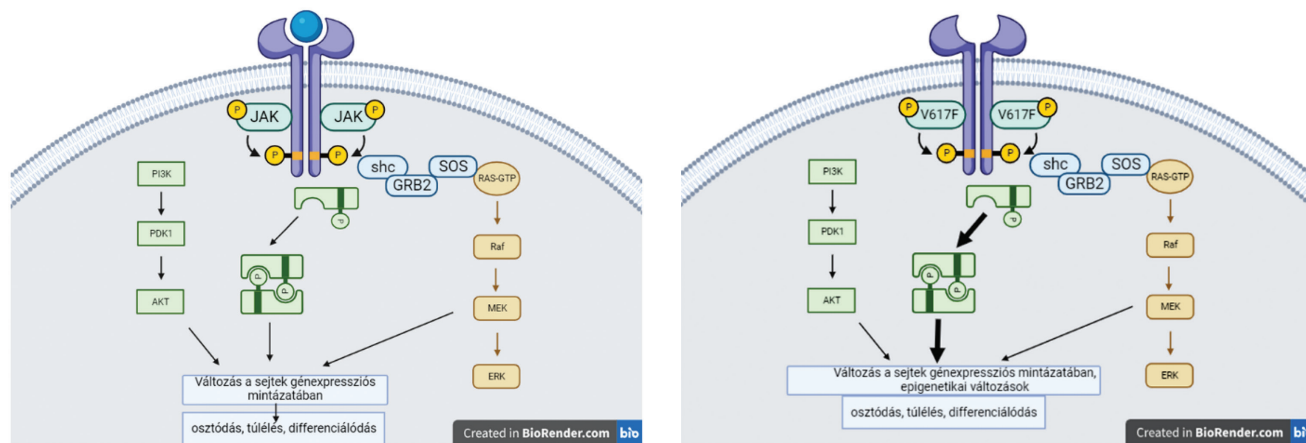 P
JAK
JAK
P
P
P
shc
GRB2
SOS
RAS-GTP
PI3K
PDK1
AKT
P
P
P
Raf
MEK
ERK
Változás a sejtek génexpressziós
mintázatában
osztódás, túlélés, differenciálódás
Created in BioRender.com bio
P
V617F
V617F
P
P
P
shc
GRB2
SOS
RAS-GTP
PI3K
PDK1
AKT
P
P
P
Raf
MEK
ERK
Változás a sejtek génexpressziós mintázatában,
epigenetikai változások
osztódás, túlélés, differenciálódás
Created in BioRender.com bio